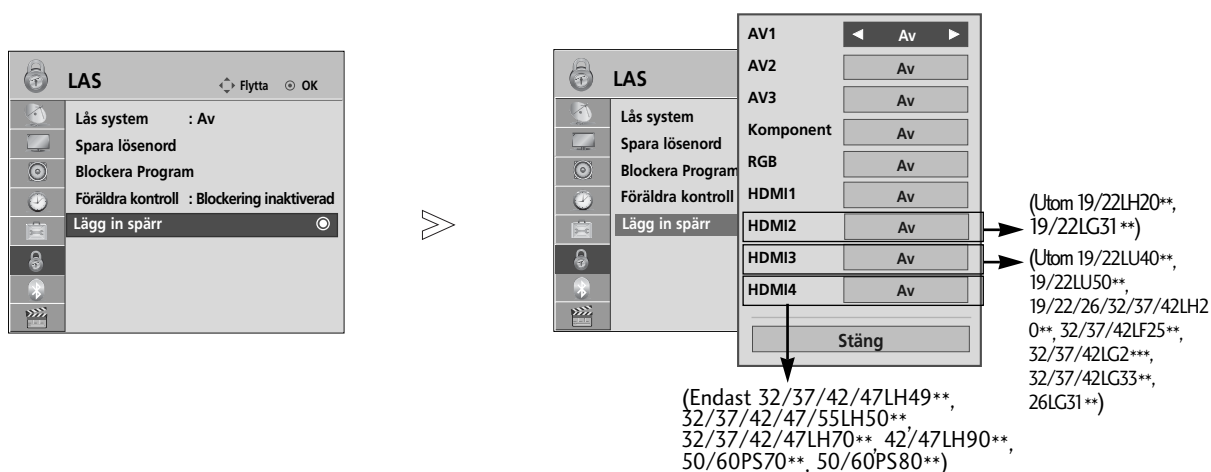 LAS
Flytta OK
Lås system : Av
Spara lösenord
Blockera Program
Föräldra kontroll : Blockering inaktiverad
Lägg in spärr
LAS
Lås system
Spara lösenord
Blockera Program
Föräldra kontroll
Lägg in spärr
AV1 Av
AV2 Av
AV3 Av
Komponent Av
RGB Av
HDMI1 Av
HDMI2 Av
HDMI3 Av
HDMI4 Av
Stäng
(Utom 19/22LH20**,
19/22LG31**)
(Utom 19/22LU40**,
19/22LU50**,
19/22/26/32/37/42LH2
0**, 32/37/42LF25**,
32/37/42LG2***,
32/37/42LG33**,
26LG31**)
(Endast 32/37/42/47LH49**,
32/37/42/47/55LH50**,
32/37/42/47LH70**, 42/47LH90**,
50/60PS70**, 50/60PS80**)